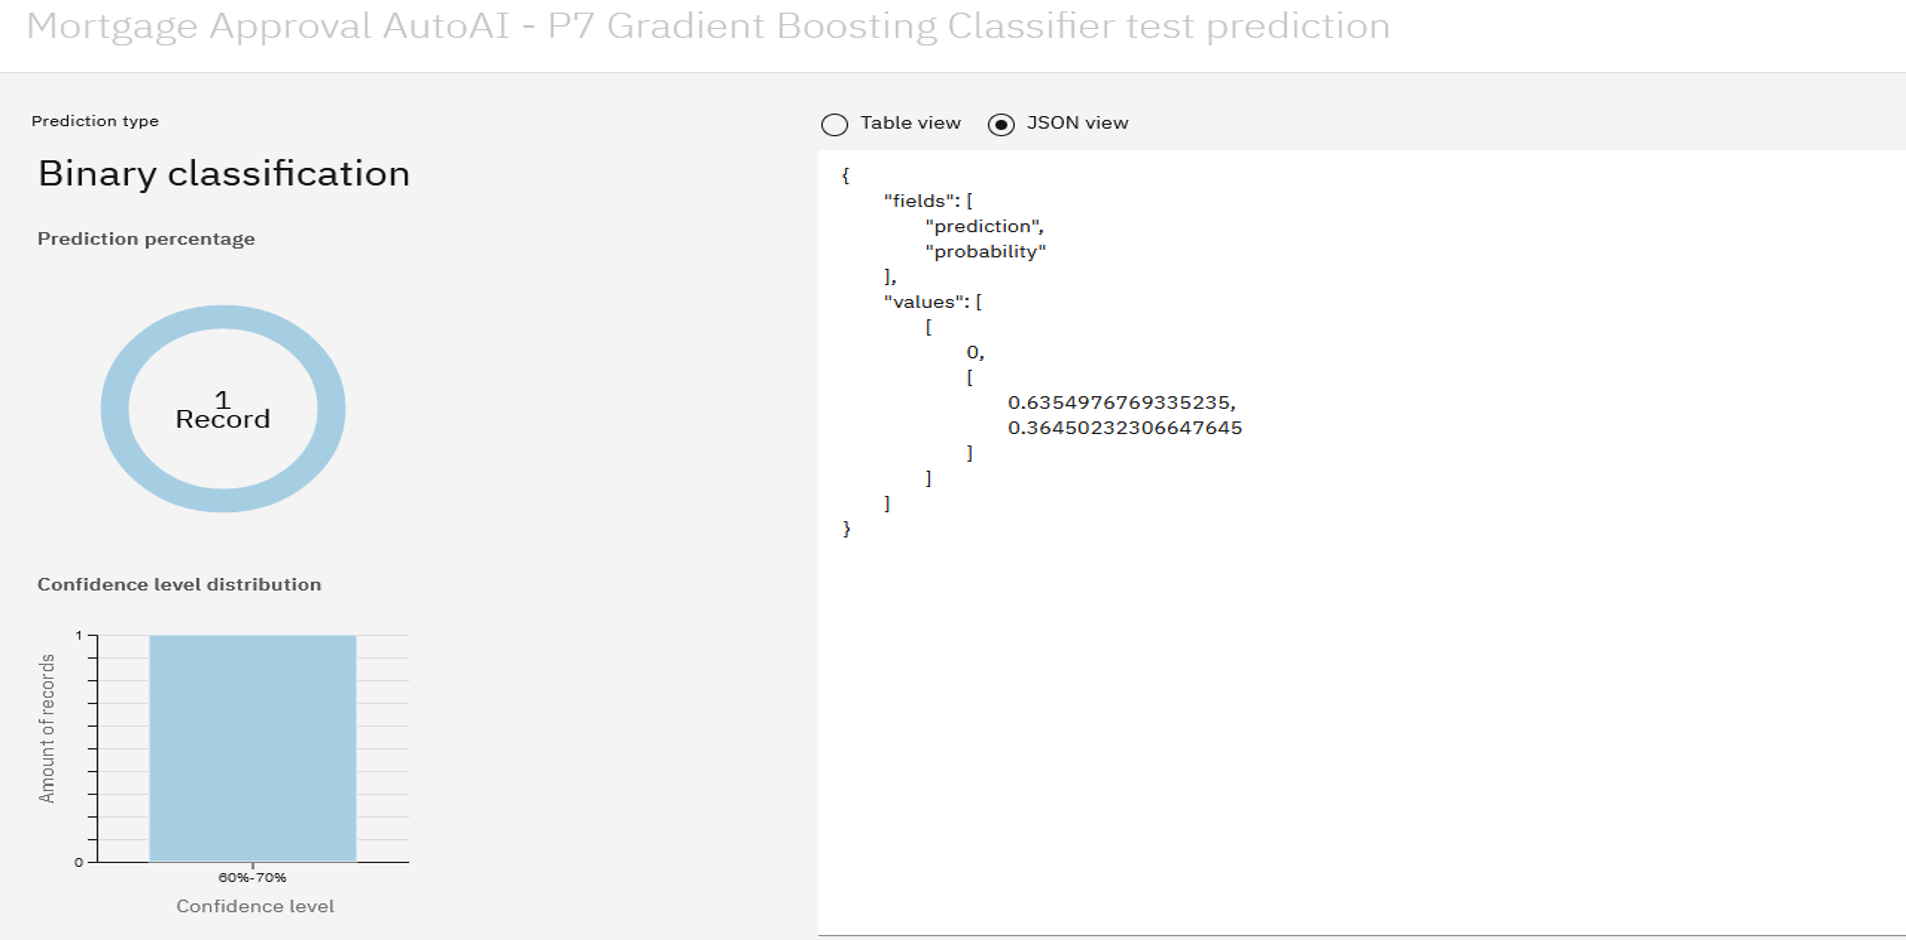 Mortgage Approval AutoAI - P7 Gradient Boosting Classifier test prediction
Prediction type
Binary classification
Prediction percentage
1
Record
Confidence level distribution
1
Amount of records
0
60%-70%
Confidence level
Table view
JSON view
{
"fields": [
"prediction",
"probability"
],
"values": [
[
0,
[
0.6354976769335235,
0.36450232306647645
]
]
]
}